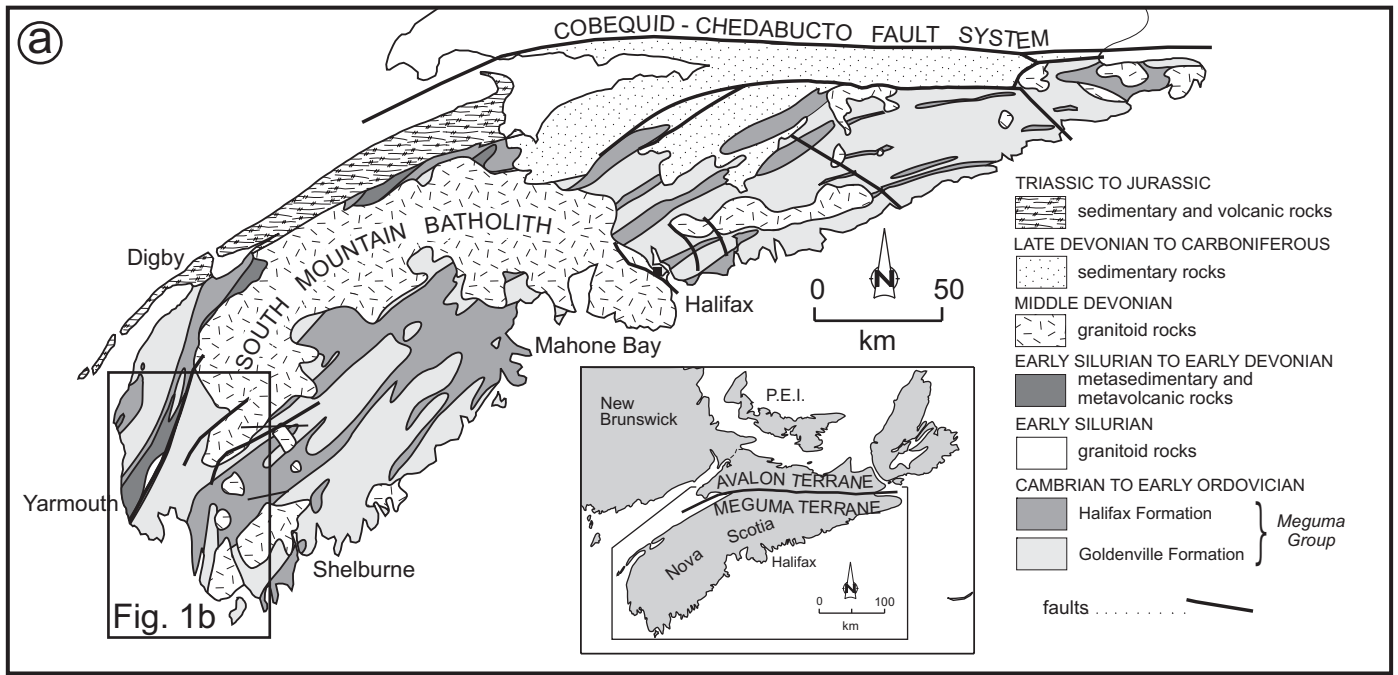 a
COBEQUID - CHEDABUCTO FAULT SYSTEM
SOUTH MOUNTAIN BATHOLITH
Digby
Halifax
Mahone Bay
Yarmouth
Shelburne
Fig. 1b
N
0 50
km
New
Brunswick
P.E.I.
AVALON TERRANE
MEGUMA TERRANE
Nova Scotia
Halifax
N
0 100
km
TRIASSIC TO JURASSIC
sedimentary and volcanic rocks
LATE DEVONIAN TO CARBONIFEROUS
sedimentary rocks
MIDDLE DEVONIAN
granitoid rocks
EARLY SILURIAN TO EARLY DEVONIAN
metasedimentary and
metavolcanic rocks
EARLY SILURIAN
granitoid rocks
CAMBRIAN TO EARLY ORDOVICIAN
Halifax Formation
Goldenville Formation
Meguma
Group
faults . . . . . . . . .